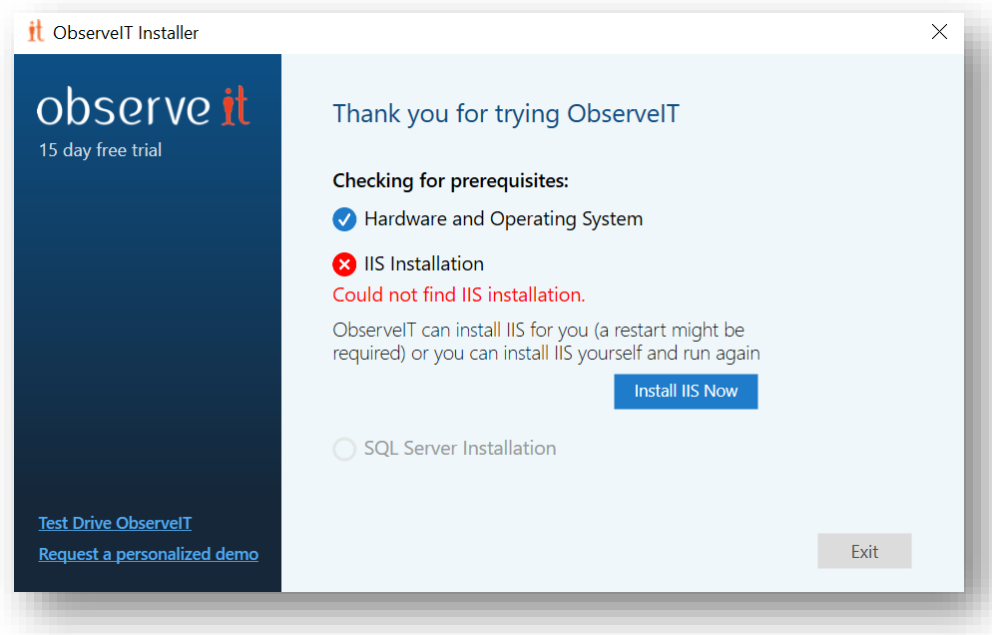 it ObserveIT Installer
observe it
15 day free trial
Thank you for trying ObserveIT
Checking for prerequisites:
Hardware and Operating System
IIS Installation
Could not find IIS installation.
ObserveIT can install IIS for you (a restart might be
required) or you can install IIS yourself and run again
Install IIS Now
SQL Server Installation
Test Drive ObserveIT
Request a personalized demo
Exit